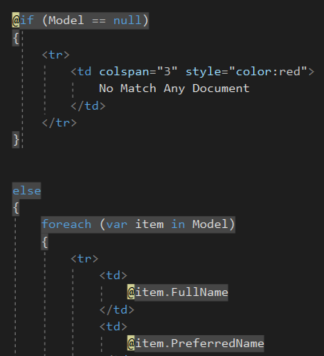 @if (Model == null)
{
<tr>
<td colspan="3" style="color:red">
No Match Any Document
</td>
</tr>
}
else
{
foreach (var item in Model)
{
<tr>
<td>
@item.FullName
</td>
<td>
@item.PreferredName